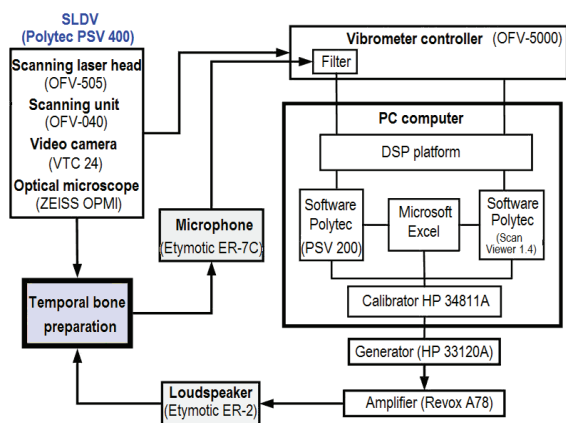 SLDV
(Polytec PSV 400)
Scanning laser head
(OFV-505)
Scanning unit
(OFV-040)
Video camera
(VTC 24)
Optical microscope
(ZEISS OPMI)
Temporal bone
preparation
Microphone
(Etymotic ER-7C)
Loudspeaker
(Etymotic ER-2)
Vibrometer controller (OFV-5000)
Filter
PC computer
DSP platform
Software
Polytec
(PSV 200)
Microsoft
Excel
Software
Polytec
(Scan
Viewer 1.4)
Calibrator HP 34811A
Generator (HP 33120A)
Amplifier (Revox A78)